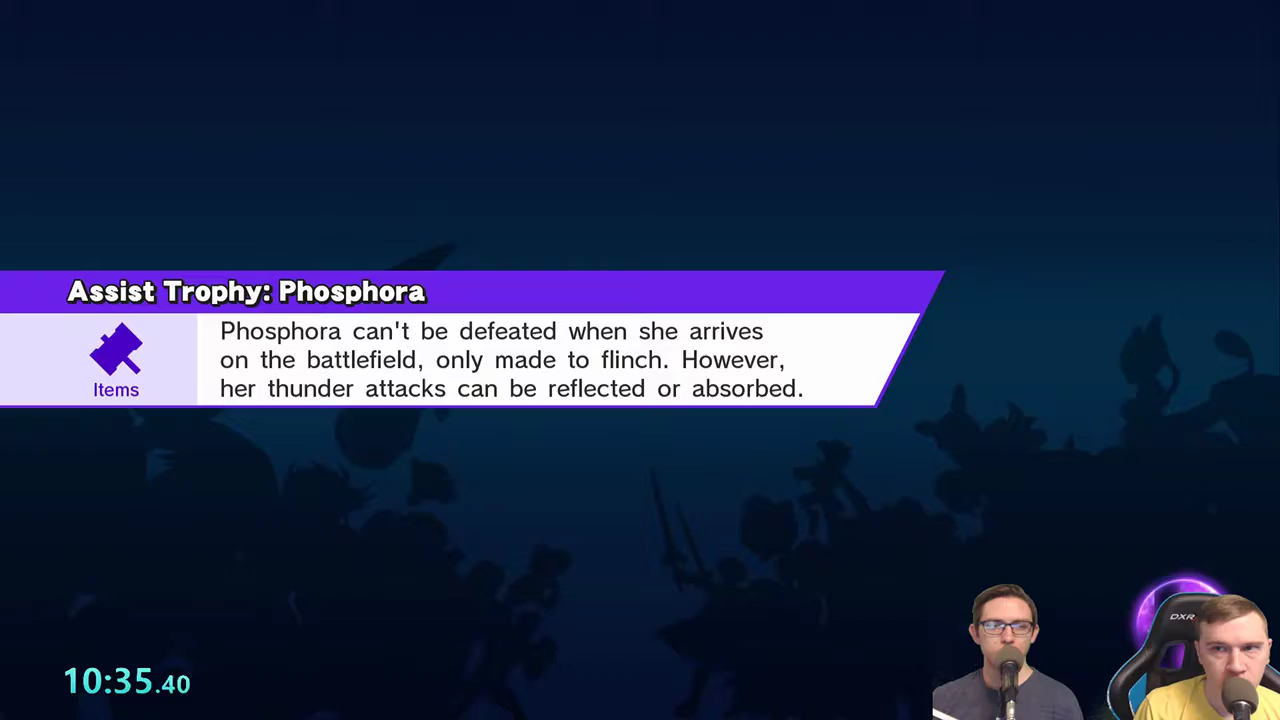 Assist Trophy: Phosphora
Items
Phosphora can't be defeated when she arrives
on the battlefield, only made to flinch. However,
her thunder attacks can be reflected or absorbed.
DXR
10:35.40